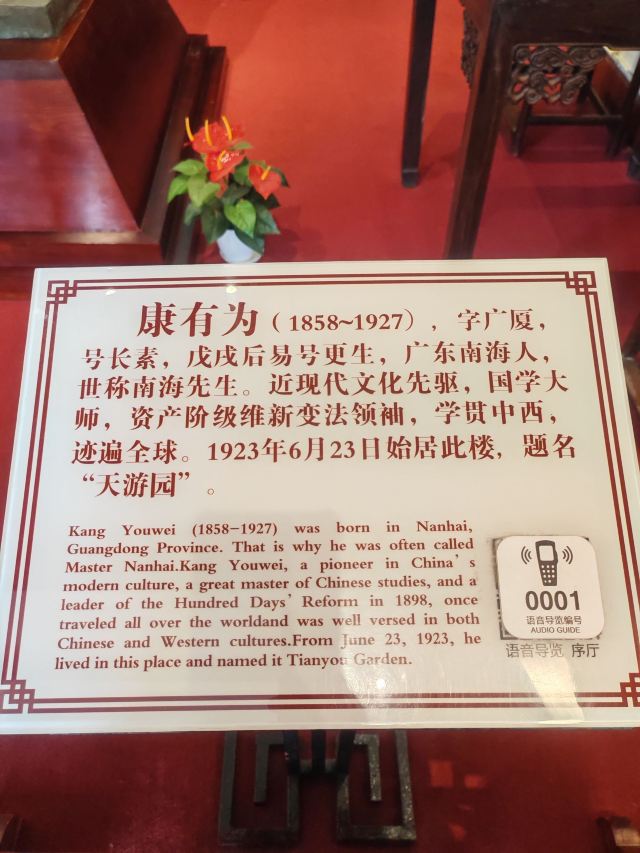 康有为（1858~1927），字广厦，
号长素，戊戌后易号更生，广东南海人，
世称南海先生。近现代文化先驱，国学大
师，资产阶级维新变法领袖，学贯中西，
迹遍全球。1923年6月23日始居此楼，题名
“天游园”。
Kang Youwei (1858-1927) was born in Nanhai,
Guangdong Province. That is why he was often called
Master Nanhai.Kang Youwei, a pioneer in China's
modern culture, a great master of Chinese studies, and a
leader of the Hundred Days' Reform in 1898, once
traveled all over the worldand was well versed in both
Chinese and Western cultures.From June 23, 1923, he
lived in this place and named it Tianyou Garden.
0001
语音导览编号
AUDIO GUIDE
语音导览 序厅